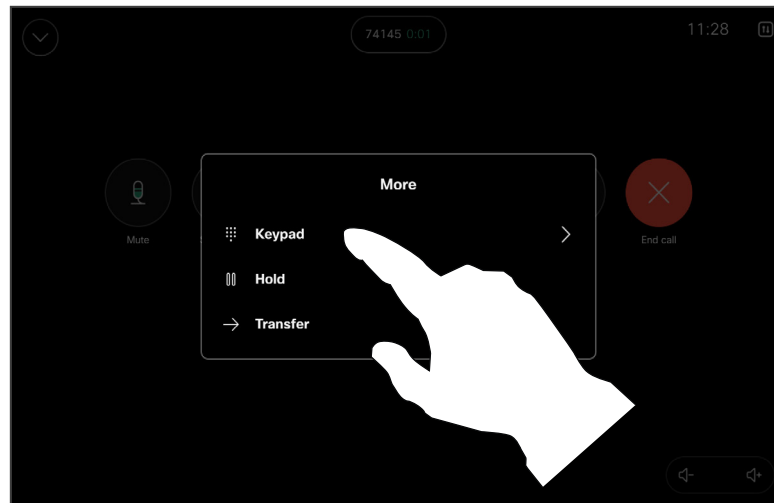 74145 0:01
11:28
More
Keypad
Hold
Transfer
Mute
End call